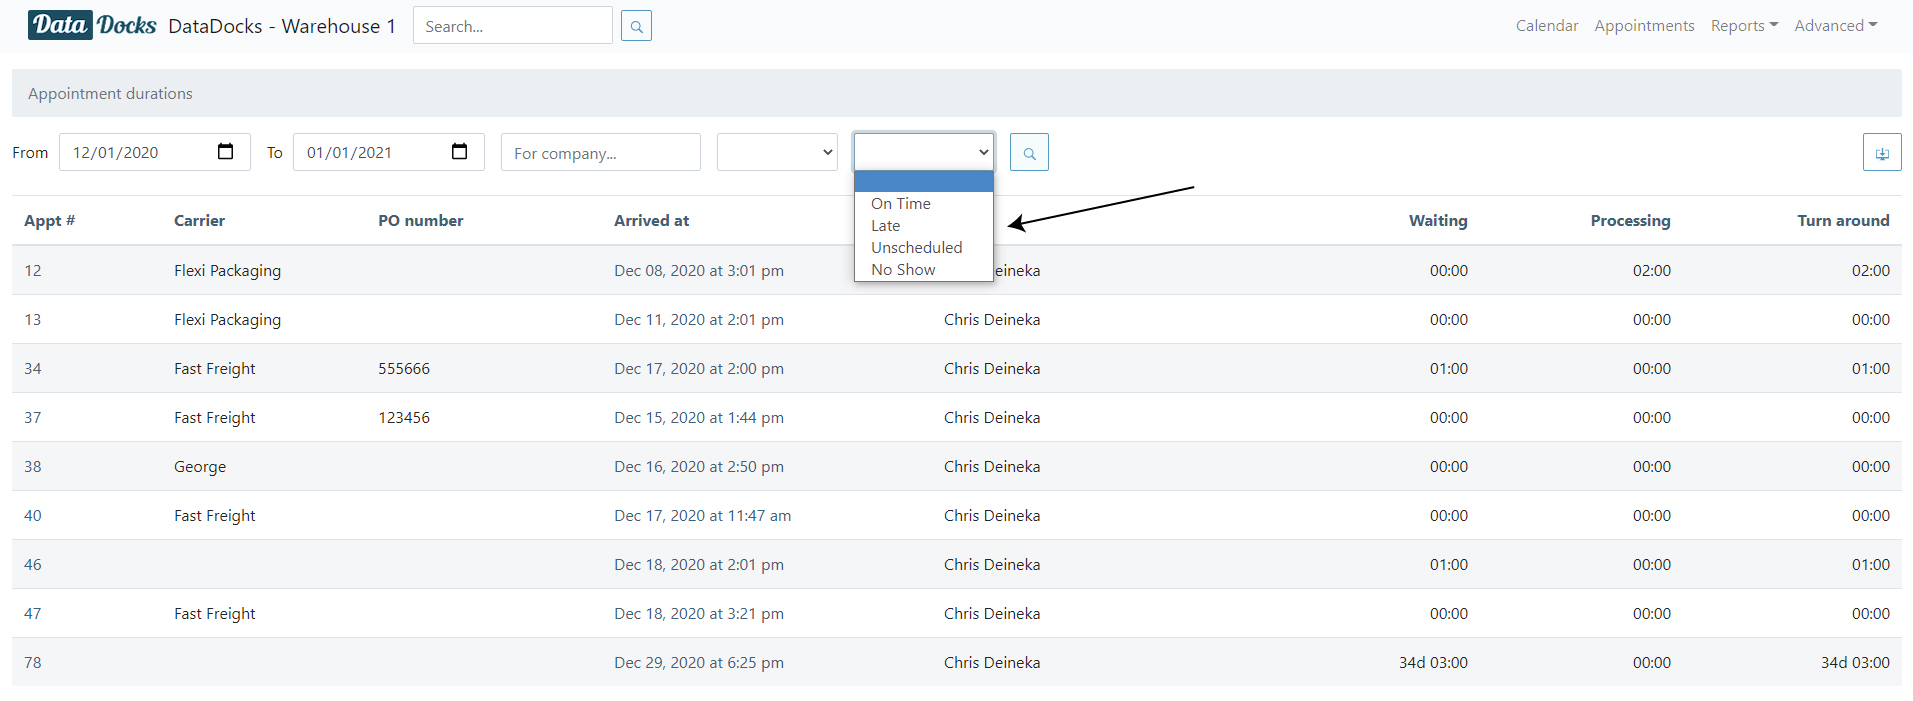 Data Docks DataDocks - Warehouse 1 Search... Calendar Appointments Reports Advanced
Appointment durations
From 12/01/2020 To 01/01/2021 For company...
On Time
Late
Unscheduled
No Show
Appt # Carrier PO number Arrived at Waiting Processing Turn around
12 Flexi Packaging Dec 08, 2020 at 3:01 pm eineka 00:00 02:00 02:00
13 Flexi Packaging Dec 11, 2020 at 2:01 pm Chris Deineka 00:00 00:00 00:00
34 Fast Freight 555666 Dec 17, 2020 at 2:00 pm Chris Deineka 01:00 00:00 01:00
37 Fast Freight 123456 Dec 15, 2020 at 1:44 pm Chris Deineka 00:00 00:00 00:00
38 George Dec 16, 2020 at 2:50 pm Chris Deineka 00:00 00:00 00:00
40 Fast Freight Dec 17, 2020 at 11:47 am Chris Deineka 00:00 00:00 00:00
46 Dec 18, 2020 at 2:01 pm Chris Deineka 01:00 00:00 01:00
47 Fast Freight Dec 18, 2020 at 3:21 pm Chris Deineka 00:00 00:00 00:00
78 Dec 29, 2020 at 6:25 pm Chris Deineka 34d 03:00 00:00 34d 03:00